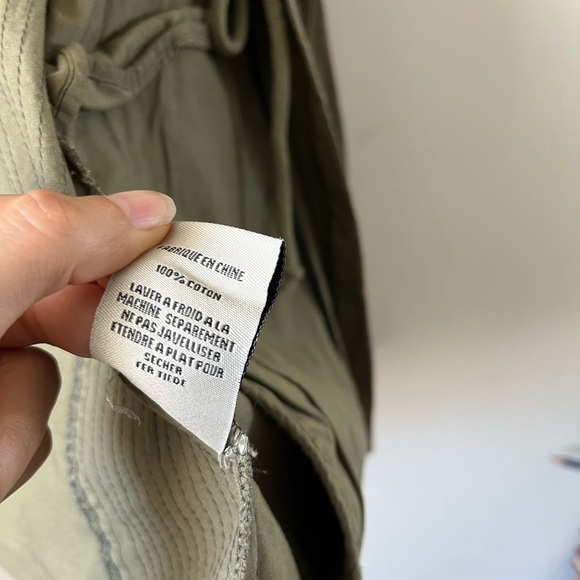 FABRIQUE EN CHINE
100% COTON
LAVER A FROID A LA
MACHINE SEPAREMENT
NE PAS JAVELLISER
ETENDRE A PLAT POUR
SECHER
FER TIEDE